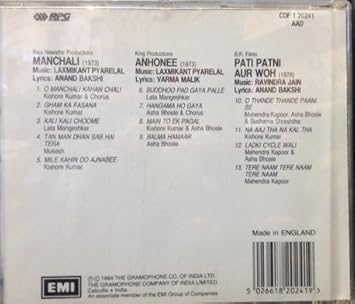 RPG
CDF 1 20241
AAD
Raja Nawathe Productions
MANCHALI (1973)
Music: LAXMIKANT PYARELAL
Lyrics: ANAND BAKSHI
1. O MANCHALI KAHAN CHALI
Kishore Kumar & Chorus
2. GHAM KA FASANA
Kishore Kumar
3. KALI KALI CHOOME
Lata Mangeshkar
4. TAN MAN DHAN SAB HAI
TERA
Mukesh
5. MILE KAHIN DO AJNABEE
Kishore Kumar
King Productions
ANHONEE (1973)
Music: LAXMIKANT PYARELAL
Lyrics: VARMA MALIK
6. BUDOHOO PAD GAYA PALLE
Lata Mangeshkar
7. HANGAMA HO GAYA
Asha Bhosle & Chorus
8. MAIN TO EK PAGAL
Kishore Kumar & Asha Bhosle
9. BALMA HAMAAR
Asha Bhosle
B.R. Films
PATI PATNI
AUR WOH (1978)
Music: RAVINDRA JAIN
Lyrics: ANAND BAKSHI
10. O THANDE THANDE PAANI
SE
Mahendra Kapoor, Asha Bhosle
& Sushma Shreshtha
11. NA AAJ THA NA KAL THA
Kishore Kumar
12. LADKI CYCLE WALI
Mahendra Kapoor &
Asha Bhosle
13. TERE NAAM TERE NAAM
TERE NAAM
Mahendra Kapoor
Made in ENGLAND
EMI
℗© 1994 THE GRAMOPHONE CO. OF INDIA LTD.
THE GRAMOPHONE COMPANY OF INDIA LIMITED
Calcutta • India
an associate member of the EMI Group of Companies
5 026618 202419